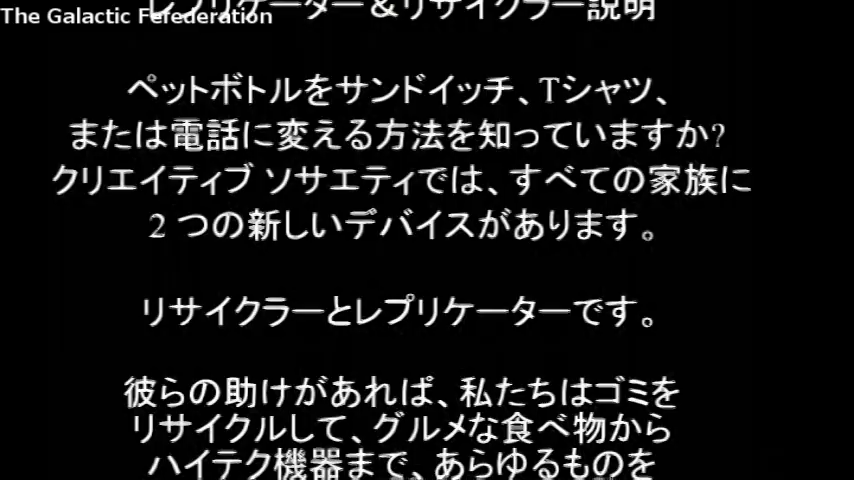 The Galactic Fefederation
レプリケーター＆リサイクラー説明
ペットボトルをサンドイッチ、Tシャツ、
または電話に変える方法を知っていますか?
クリエイティブ ソサエティでは、すべての家族に
2 つの新しいデバイスがあります。
リサイクラーとレプリケーターです。
彼らの助けがあれば、私たちはゴミを
リサイクルして、グルメな食べ物から
ハイテク機器まで、あらゆるものを